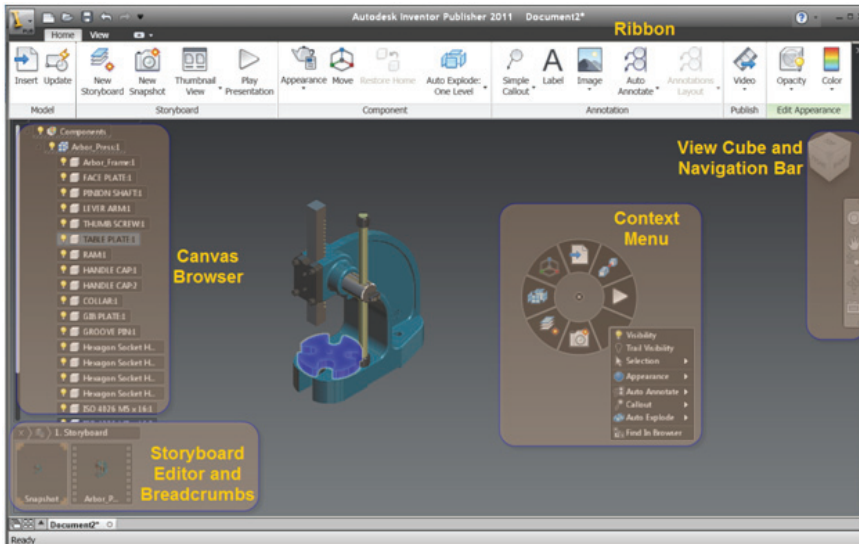 Autodesk Inventor Publisher 2011 Document2*
Home View
Ribbon
Insert Update
New Storyboard
New Snapshot
Thumbnail View
Play Presentation
Appearance Move Restore Home
Auto Explode: One Level
Simple Callout
Label Image
Auto Annotate
Annotations Layout
Video Opacity Color
Model Storyboard Component Annotation Publish Edit Appearance
Components
Arbor_Press:1
Arbor_Frame:1
FACE PLATE:1
PINION SHAFT:1
LEVER ARM:1
THUMB SCREW:1
TABLE PLATE:1
RAM:1
HANDLE CAP:1
HANDLE CAP:2
COLLAR:1
GIB PLATE:1
GROOVE PIN:1
Hexagon Socket H..
Hexagon Socket H..
Hexagon Socket H..
Hexagon Socket H..
ISO 4026 M5 x 16:1
Canvas
Browser
View Cube and
Navigation Bar
Context
Menu
Visibility
Trail Visibility
Selection
Appearance
Auto Annotate
Callout
Auto Explode
Find In Browser
1. Storyboard
Snapshot Arbor_P...
Storyboard
Editor and
Breadcrumbs
Document2*
Ready